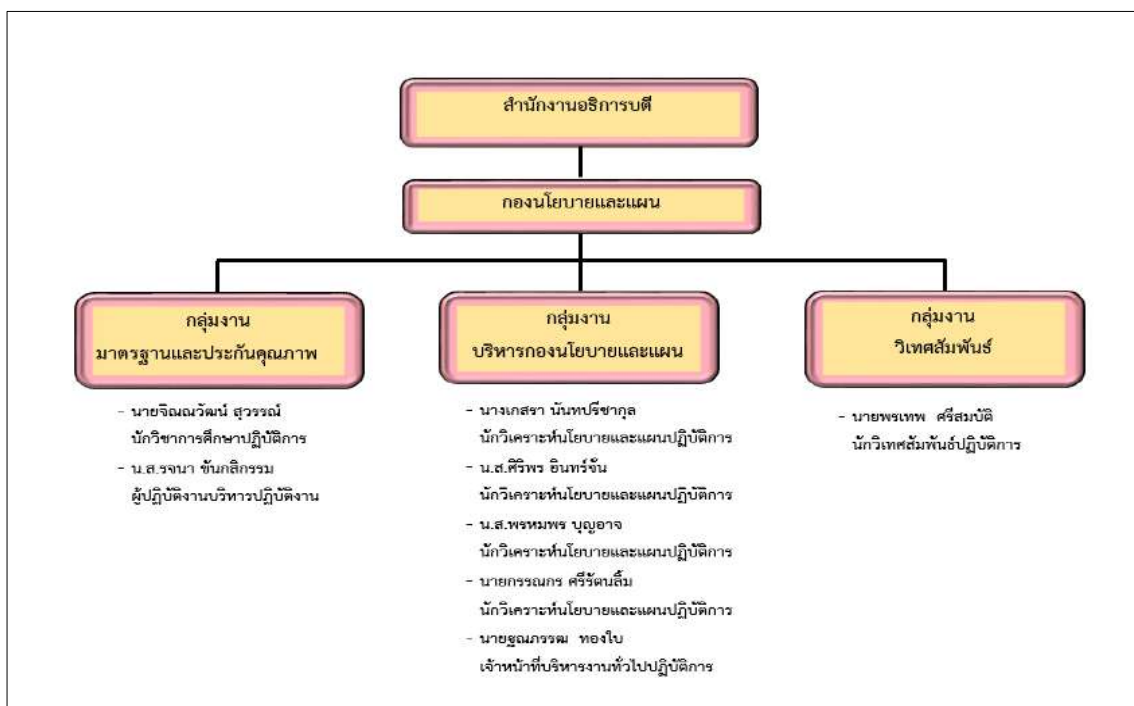 สำนักงานอธิการบดี
กองนโยบายและแผน
กลุ่มงาน
มาตรฐานและประกันคุณภาพ
- นายจิณณวัฒน์ สุวรรณ์
นักวิชาการศึกษาปฏิบัติการ
- น.ส.รจนา ขันกสิกรรม
ผู้ปฏิบัติงานบริหารปฏิบัติงาน
กลุ่มงาน
บริหารกองนโยบายและแผน
- นางเกสรา นันทปรีชากุล
นักวิเคราะห์นโยบายและแผนปฏิบัติการ
- น.ส.ศิริพร อินทร์จัน
นักวิเคราะห์นโยบายและแผนปฏิบัติการ
- น.ส.พรหมพร บุญอาจ
นักวิเคราะห์นโยบายและแผนปฏิบัติการ
- นายกรรณกร ศรีรัตนลิ้ม
นักวิเคราะห์นโยบายและแผนปฏิบัติการ
- นายฐณภรรฒ ทองใบ
เจ้าหน้าที่บริหารงานทั่วไปปฏิบัติการ
กลุ่มงาน
วิเทศสัมพันธ์
- นายพรเทพ ศรีสมบัติ
นักวิเทศสัมพันธ์ปฏิบัติการ